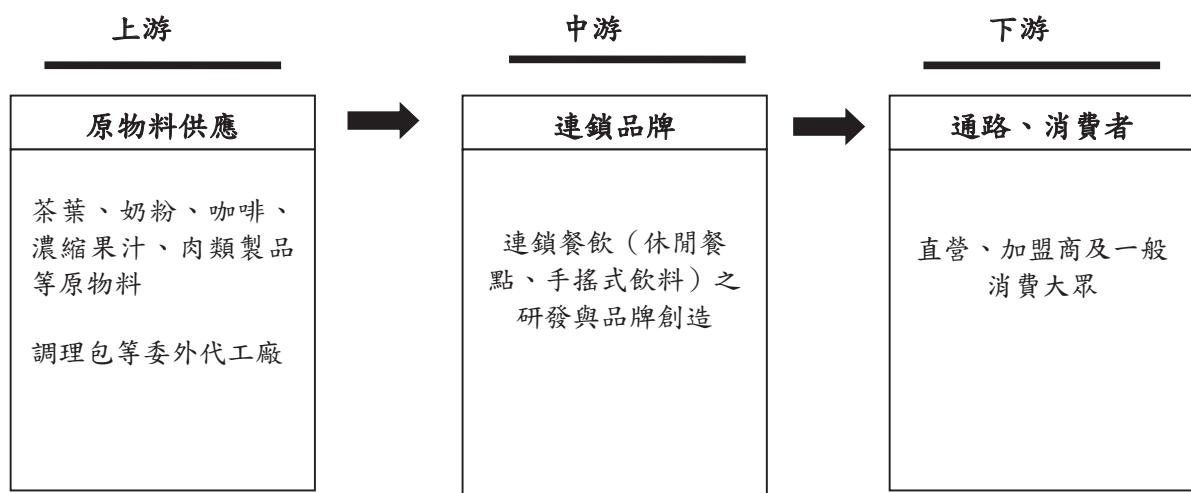 上游
原物料供應
茶葉、奶粉、咖啡、
濃縮果汁、肉類製品
等原物料
調理包等委外代工廠
中游
連鎖品牌
連鎖餐飲（休閒餐
點、手搖式飲料）之
研發與品牌創造
下游
通路、消費者
直營、加盟商及一般
消費大眾